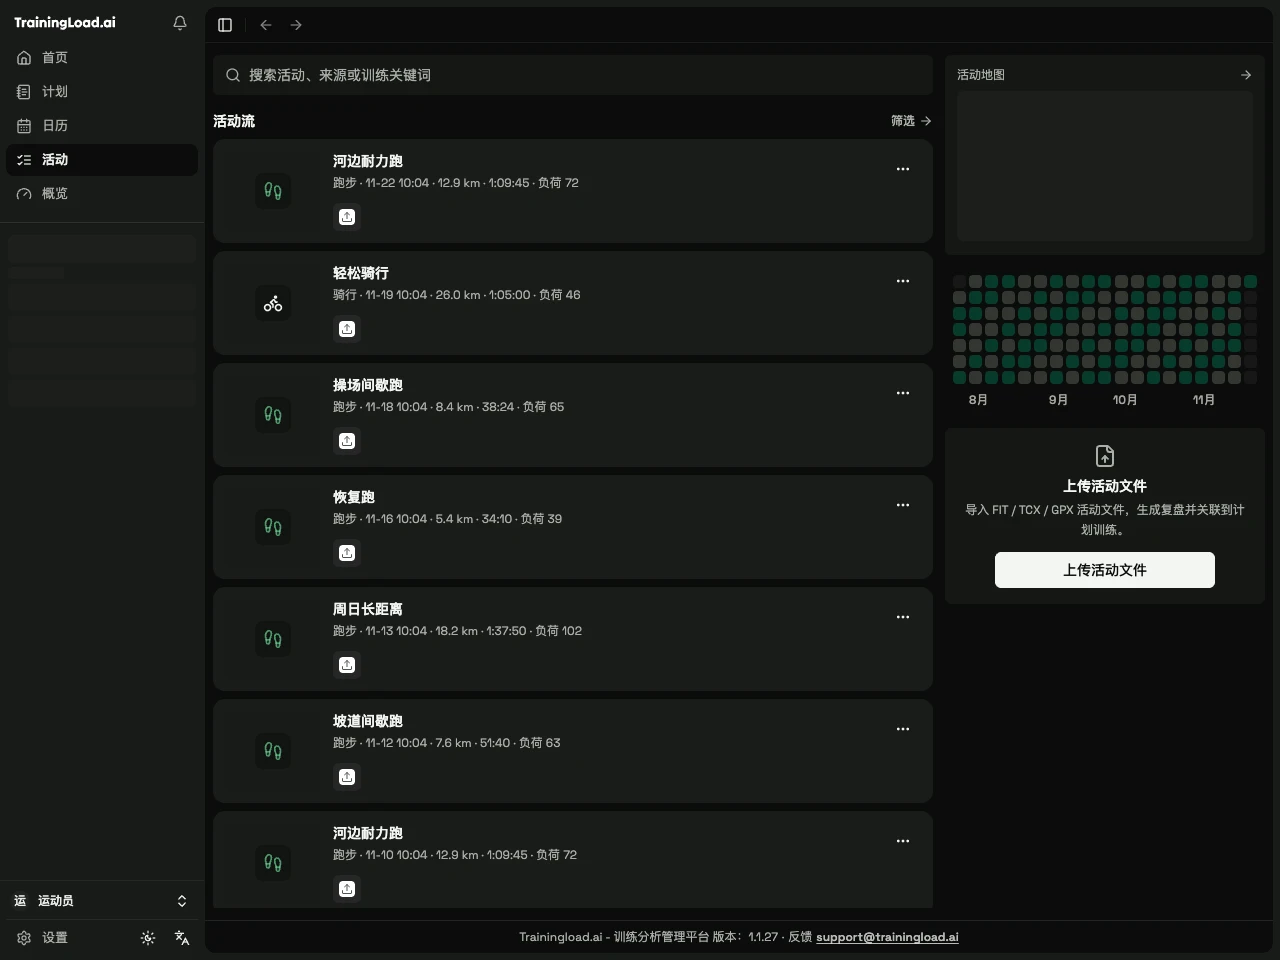 TrainingLoad.ai
首页
计划
日历
活动
概览
运 运动员
设置
搜索活动、来源或训练关键词
活动流
筛选
河边耐力跑
跑步 · 11-22 10:04 · 12.9 km · 1:09:45 · 负荷 72
轻松骑行
骑行 · 11-19 10:04 · 26.0 km · 1:05:00 · 负荷 46
操场间歇跑
跑步 · 11-18 10:04 · 8.4 km · 38:24 · 负荷 65
恢复跑
跑步 · 11-16 10:04 · 5.4 km · 34:10 · 负荷 39
周日长距离
跑步 · 11-13 10:04 · 18.2 km · 1:37:50 · 负荷 102
坡道间歇跑
跑步 · 11-12 10:04 · 7.6 km · 51:40 · 负荷 63
河边耐力跑
跑步 · 11-10 10:04 · 12.9 km · 1:09:45 · 负荷 72
活动地图
8月 9月 10月 11月
上传活动文件
导入 FIT / TCX / GPX 活动文件，生成复盘并关联到计
划训练。
上传活动文件
Trainingload.ai - 训练分析管理平台 版本：1.1.27 · 反馈 support@trainingload.ai